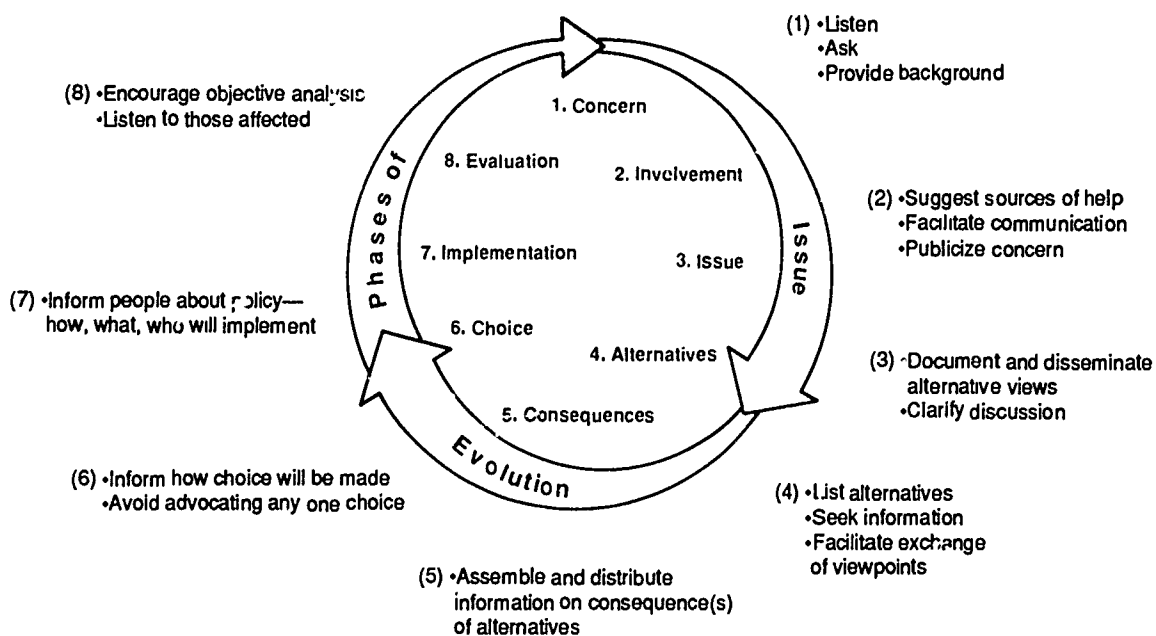 (1) •Listen
•Ask
•Provide background
(8) •Encourage objective analysis
•Listen to those affected
1. Concern
8. Evaluation
2. Involvement
(2) •Suggest sources of help
•Facilitate communication
•Publicize concern
7. Implementation
3. Issue
Phases of
Issue
Evolution
(7) •Inform people about policy—
how, what, who will implement
6. Choice
4. Alternatives
(3) •Document and disseminate
alternative views
•Clarify discussion
5. Consequences
(6) •Inform how choice will be made
•Avoid advocating any one choice
(4) •List alternatives
•Seek information
•Facilitate exchange
of viewpoints
(5) •Assemble and distribute
information on consequence(s)
of alternatives